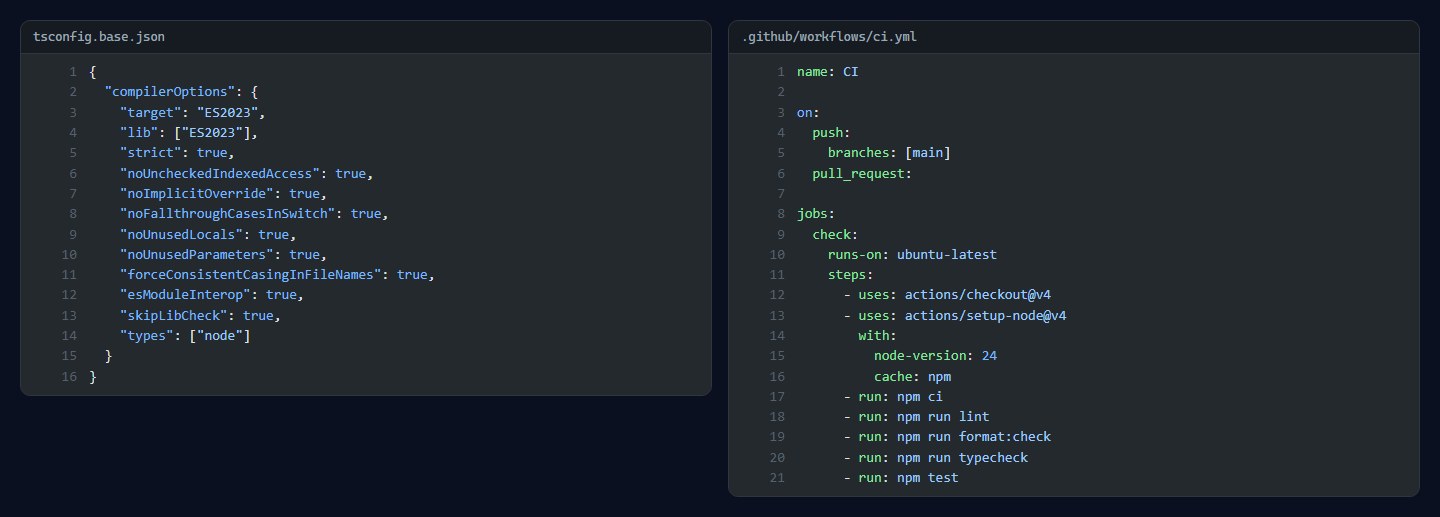 tsconfig.base.json
1 {
2   "compilerOptions": {
3     "target": "ES2023",
4     "lib": ["ES2023"],
5     "strict": true,
6     "noUncheckedIndexedAccess": true,
7     "noImplicitOverride": true,
8     "noFallthroughCasesInSwitch": true,
9     "noUnusedLocals": true,
10     "noUnusedParameters": true,
11     "forceConsistentCasingInFileNames": true,
12     "esModuleInterop": true,
13     "skipLibCheck": true,
14     "types": ["node"]
15   }
16 }
.github/workflows/ci.yml
1 name: CI
2
3 on:
4   push:
5     branches: [main]
6   pull_request:
7
8 jobs:
9   check:
10     runs-on: ubuntu-latest
11     steps:
12       - uses: actions/checkout@v4
13       - uses: actions/setup-node@v4
14         with:
15           node-version: 24
16           cache: npm
17       - run: npm ci
18       - run: npm run lint
19       - run: npm run format:check
20       - run: npm run typecheck
21       - run: npm test